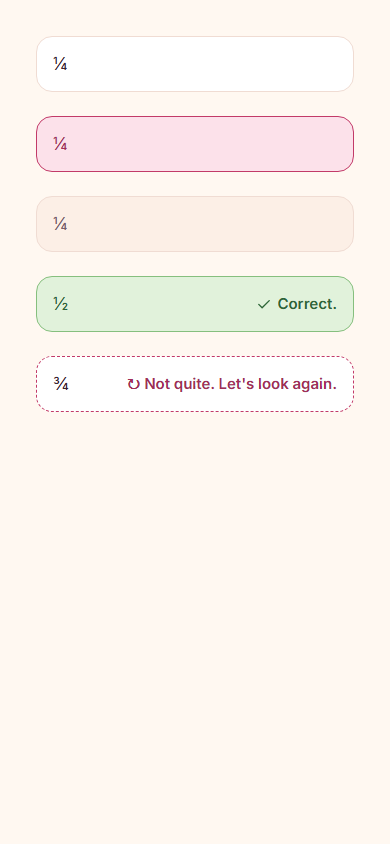 ¼
¼
¼
½ ✓ Correct.
¾ ↻ Not quite. Let's look again.